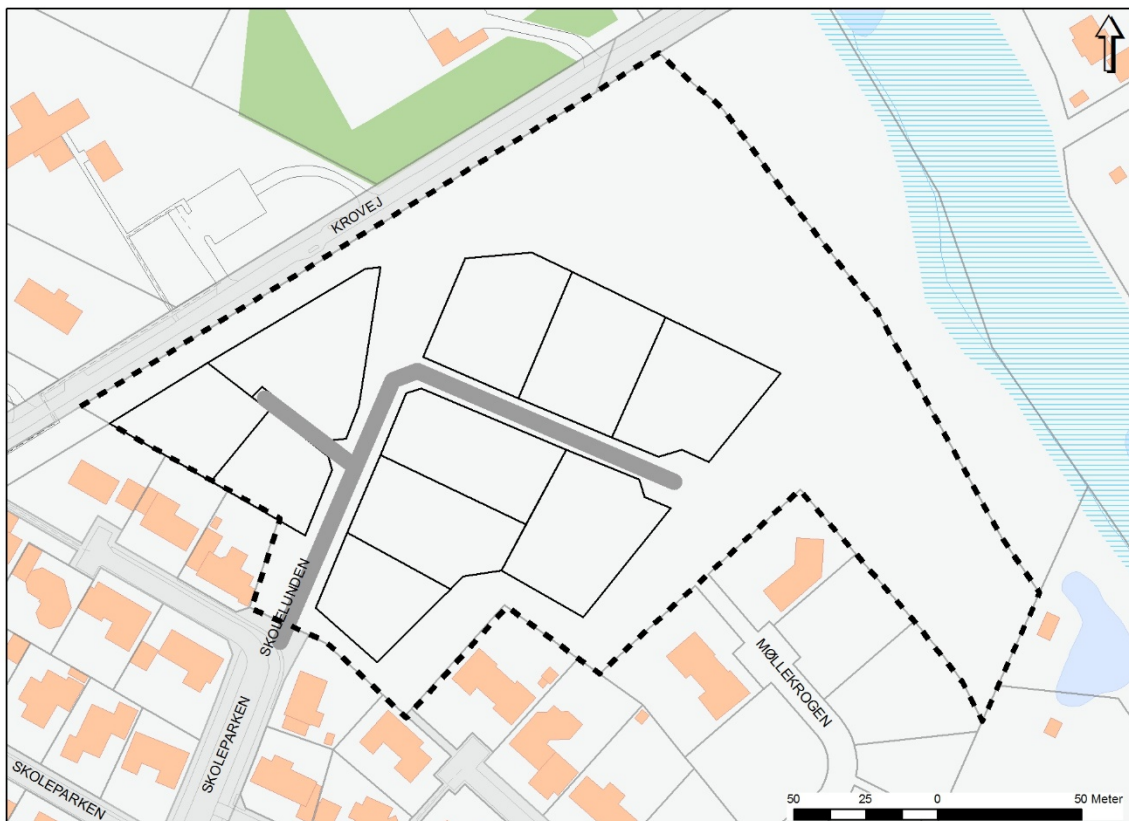 KROVEJ
SKOLELUNDEN
MØLLEKROGEN
SKOLEPARKEN
SKOLEPARKEN
50 25 0 50 Meter